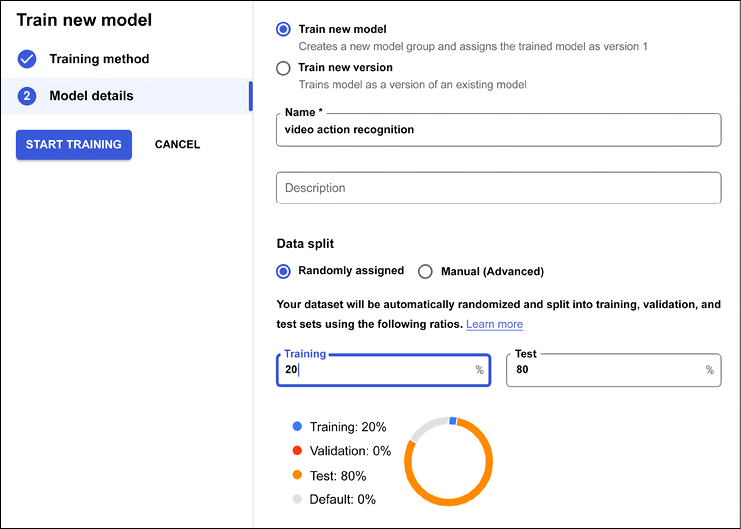 Train new model
Training method
2 Model details
START TRAINING CANCEL
Train new model
Creates a new model group and assigns the trained model as version 1
Train new version
Trains model as a version of an existing model
Name *
video action recognition
Description
Data split
Randomly assigned Manual (Advanced)
Your dataset will be automatically randomized and split into training, validation, and
test sets using the following ratios. Learn more
Training Test
20 % 80 %
Training: 20%
Validation: 0%
Test: 80%
Default: 0%